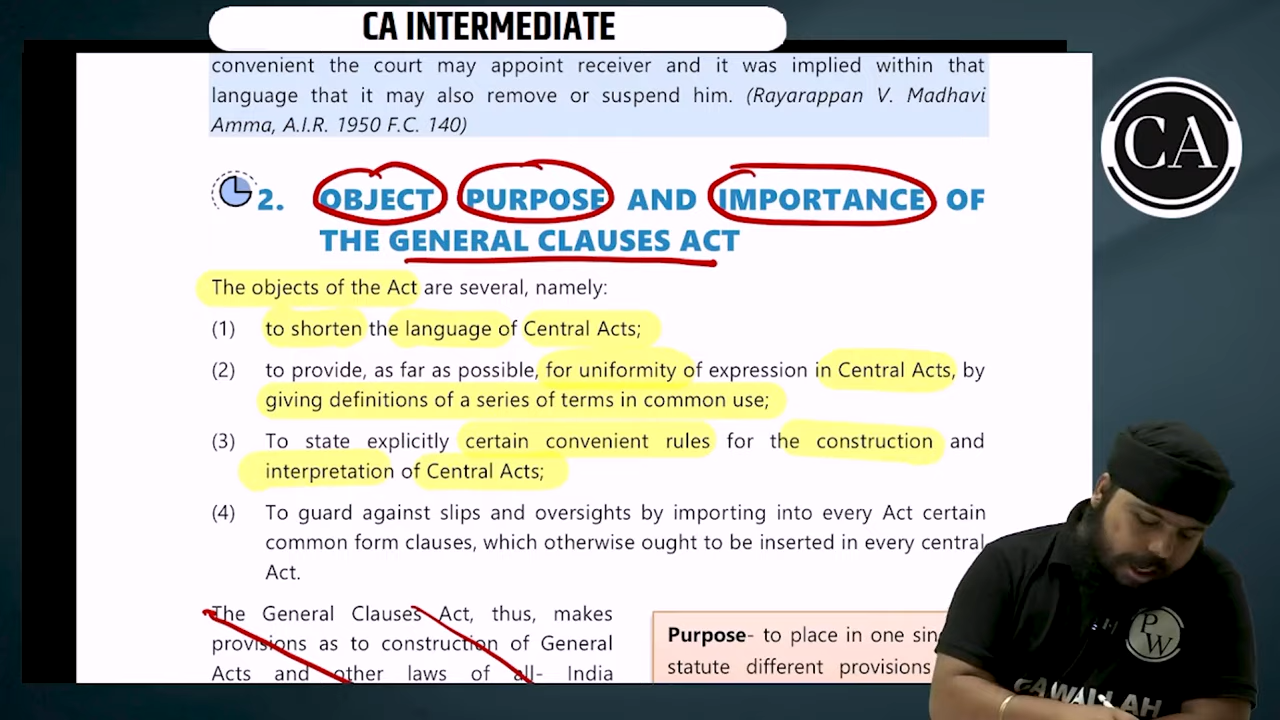 CA INTERMEDIATE
convenient the court may appoint receiver and it was implied within that
language that it may also remove or suspend him. (Rayarappan V. Madhavi
Amma, A.I.R. 1950 F.C. 140)
CA
2. OBJECT PURPOSE AND IMPORTANCE OF
THE GENERAL CLAUSES ACT
The objects of the Act are several, namely:
(1) to shorten the language of Central Acts;
(2) to provide, as far as possible, for uniformity of expression in Central Acts, by
giving definitions of a series of terms in common use;
(3) To state explicitly certain convenient rules for the construction and
interpretation of Central Acts;
(4) To guard against slips and oversights by importing into every Act certain
common form clauses, which otherwise ought to be inserted in every central
Act.
The General Clauses Act, thus, makes
provisions as to construction of General
Acts and other laws of all- India
Purpose- to place in one
statute different provisions
PW
CA WALLAH